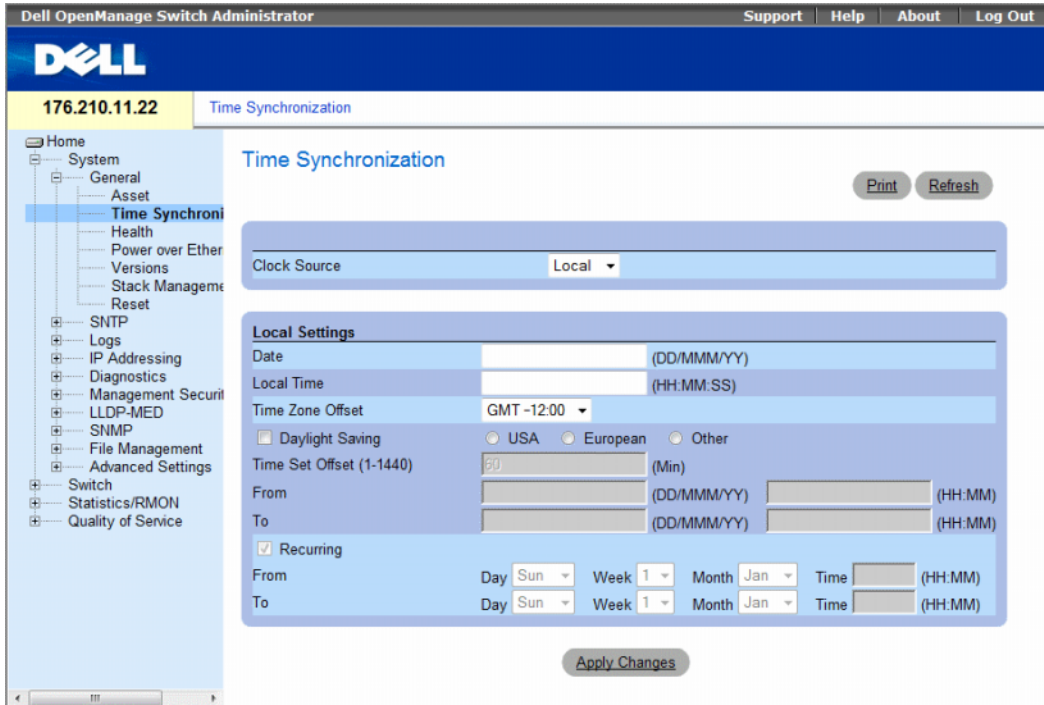 Dell OpenManage Switch Administrator Support Help About Log Out
DELL
176.210.11.22 Time Synchronization
Home
System
General
Asset
Time Synchroni
Health
Power over Ether
Versions
Stack Manageme
Reset
SNTP
Logs
IP Addressing
Diagnostics
Management Securit
LLDP-MED
SNMP
File Management
Advanced Settings
Switch
Statistics/RMON
Quality of Service
Time Synchronization
Print Refresh
Clock Source Local
Local Settings
Date (DD/MMM/YY)
Local Time (HH:MM:SS)
Time Zone Offset GMT -12:00
Daylight Saving USA European Other
Time Set Offset (1-1440) 60 (Min)
From (DD/MMM/YY) (HH:MM)
To (DD/MMM/YY) (HH:MM)
Recurring
From Day Sun Week 1 Month Jan Time (HH:MM)
To Day Sun Week 1 Month Jan Time (HH:MM)
Apply Changes